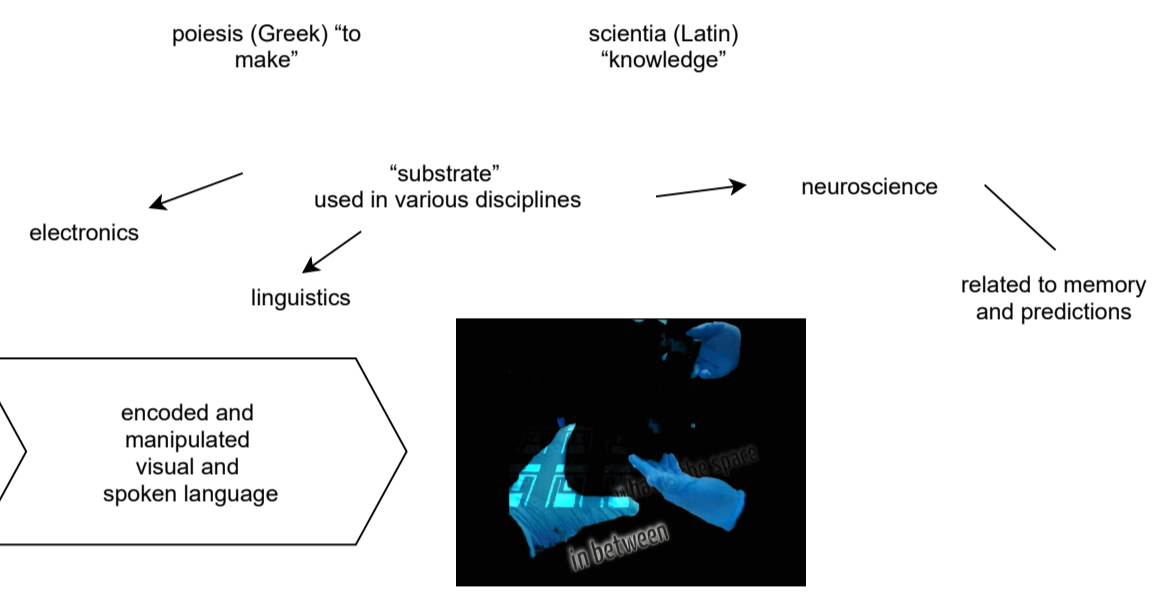 poiesis (Greek) “to
make”
scientia (Latin)
“knowledge”
“substrate”
used in various disciplines
neuroscience
electronics
linguistics
related to memory
and predictions
encoded and
manipulated
visual and
spoken language
the space
in between